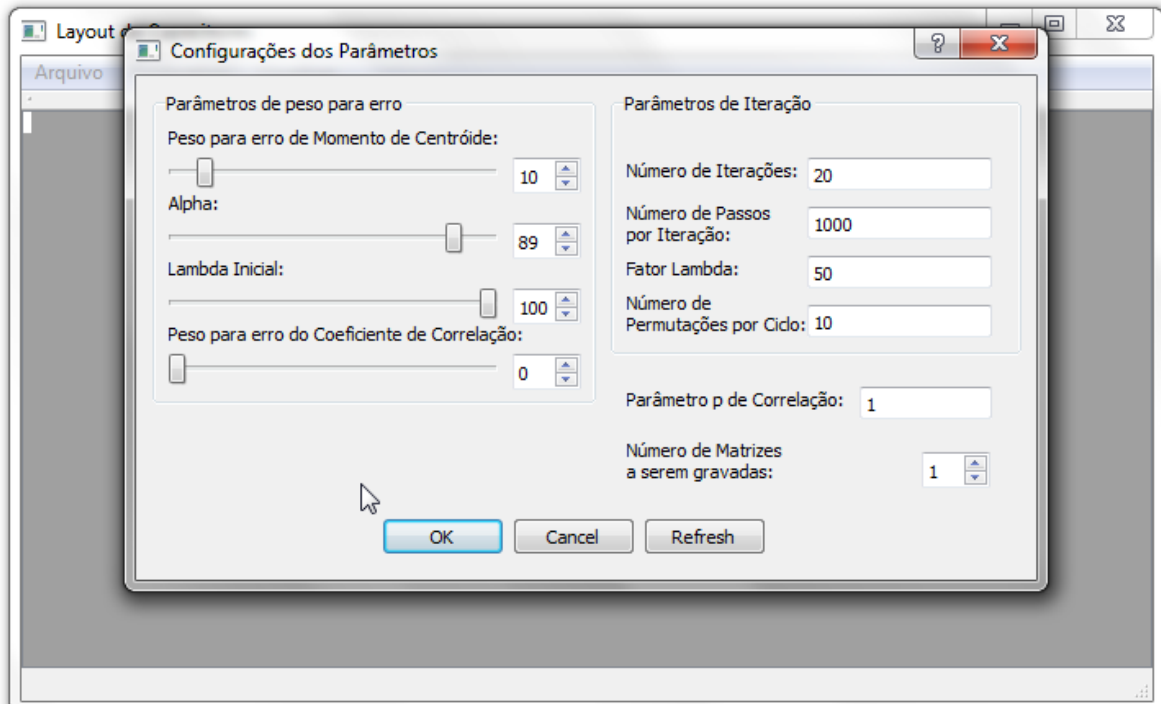 Layout d
Configurações dos Parâmetros
Arquivo
Parâmetros de peso para erro
Peso para erro de Momento de Centróide:
10
Alpha:
89
Lambda Inicial:
100
Peso para erro do Coeficiente de Correlação:
0
Parâmetros de Iteração
Número de Iterações: 20
Número de Passos
por Iteração: 1000
Fator Lambda: 50
Número de
Permutações por Ciclo: 10
Parâmetro p de Correlação: 1
Número de Matrizes
a serem gravadas: 1
OK Cancel Refresh